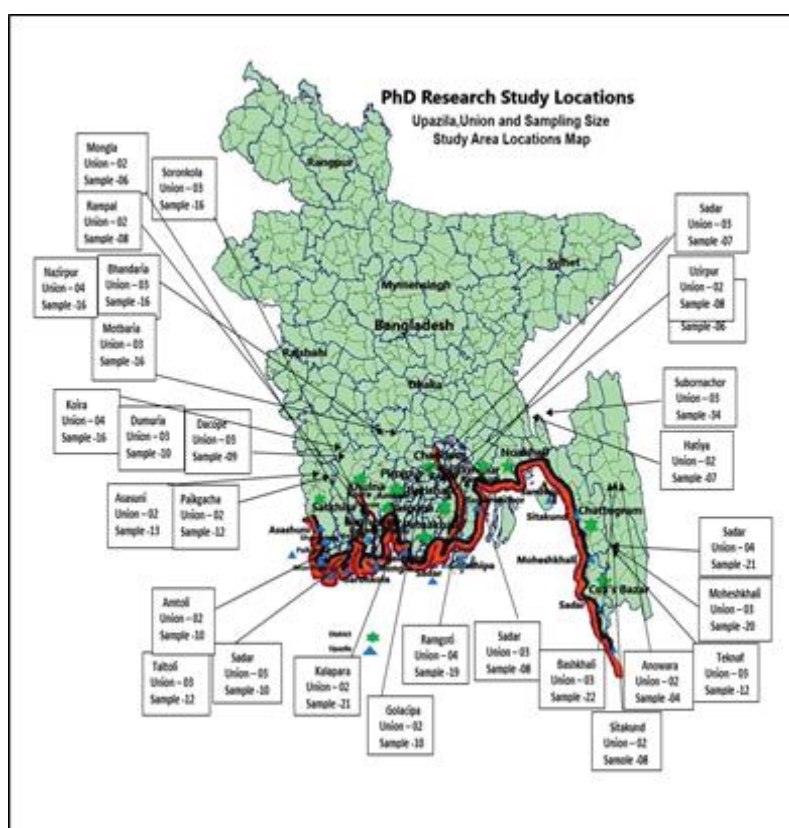 PhD Research Study Locations
Upazila,Union and Sampling Size
Study Area Locations Map
Mongla
Union – 02
Sample -06
Soronkola
Union – 03
Sample -16
Rampal
Union – 02
Sample -08
Nazirpur
Union – 04
Sample -16
Bhandaria
Union – 03
Sample -16
Motbaria
Union – 03
Sample -16
Koira
Union – 04
Sample -16
Dumuria
Union – 03
Sample -10
Dacope
Union – 03
Sample -09
Asasuni
Union – 02
Sample -13
Paikgacha
Union – 02
Sample -12
Amtoli
Union – 02
Sample -10
Taltoli
Union – 03
Sample -12
Sadar
Union – 03
Sample -10
Kalapara
Union – 02
Sample -21
Golacipa
Union – 02
Sample -10
Ramgoti
Union – 04
Sample -19
Sadar
Union – 03
Sample -08
Bashkhali
Union – 03
Sample -22
Sitakund
Union – 02
Sample -08
Anowara
Union – 02
Sample -04
Teknaf
Union – 03
Sample -12
Moheshkhali
Union – 03
Sample -20
Sadar
Union – 04
Sample -21
Hatiya
Union – 02
Sample -07
Subornachor
Union – 03
Sample -34
Uzirpur
Union – 02
Sample -08
Sample -06
Sadar
Union – 03
Sample -07
Rangpur
Sylhet
Mymensingh
Bangladesh
Rajshahi
Dhaka
Noakhali
Khulna
Satkhira
Chattogram
Sitakund
Moheshkhali
Cox's Bazar
Sadar
Sadar
District
Upazila